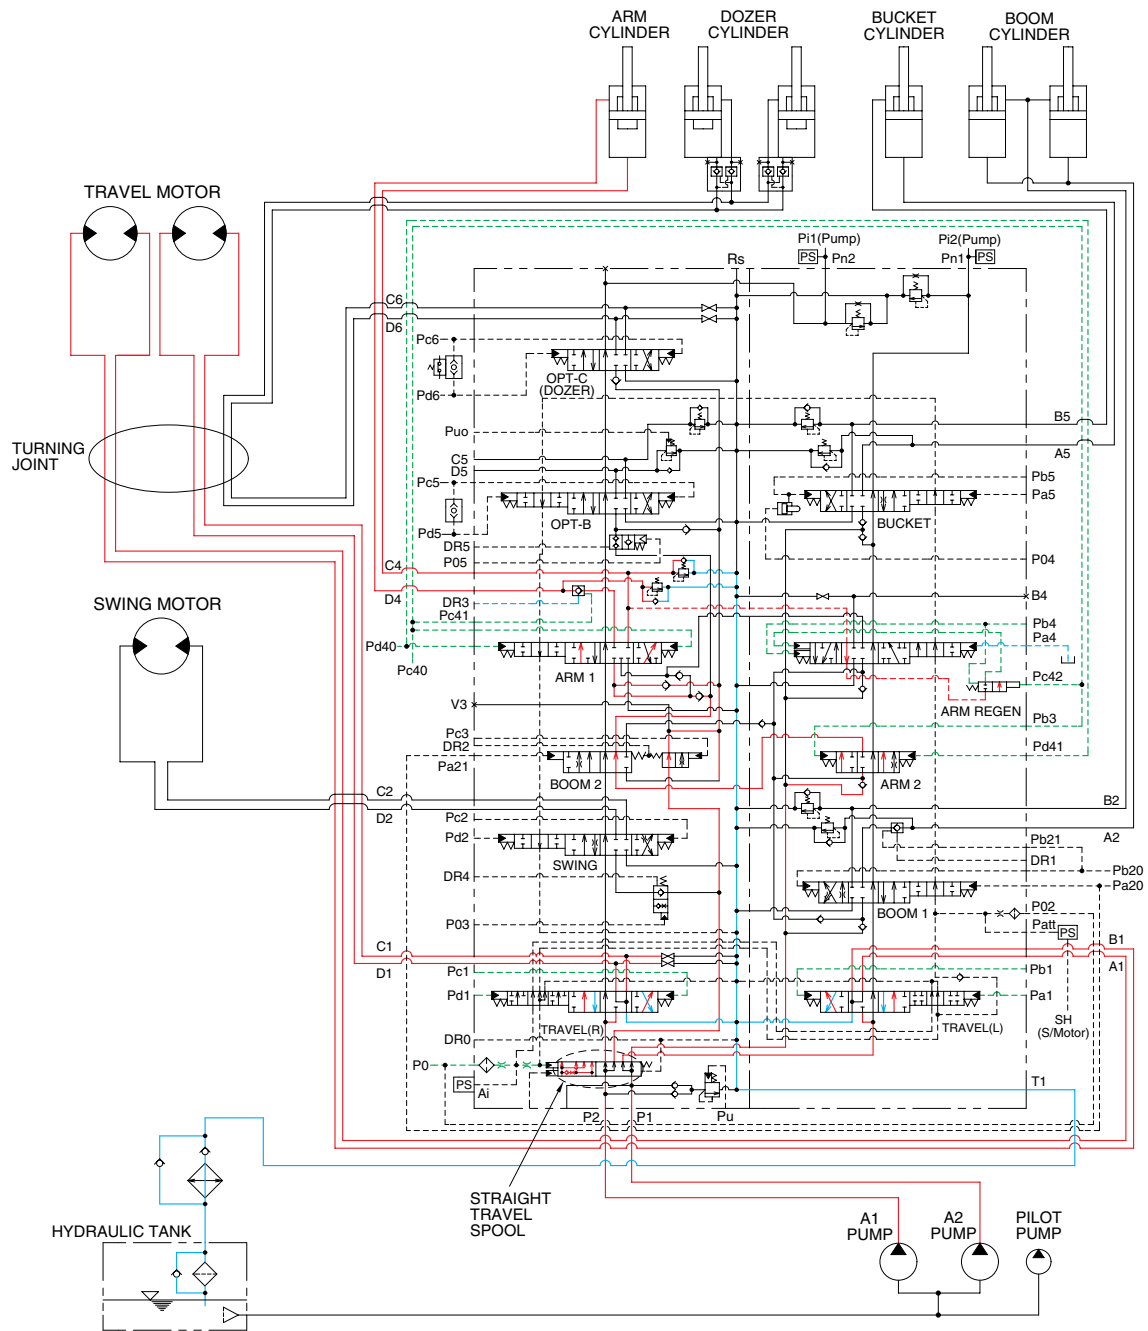 ARM
CYLINDER
DOZER
CYLINDER
BUCKET
CYLINDER
BOOM
CYLINDER
TRAVEL MOTOR
Pi1(Pump)
Pi2(Pump)
PS
Pn2
Pn1
PS
Rs
C6
D6
Pc6
OPT-C
(DOZER)
Pd6
TURNING
JOINT
Puo
B5
A5
C5
D5
Pc5
Pb5
Pa5
OPT-B
BUCKET
Pd5
DR5
P05
P04
C4
D4
B4
DR3
Pc41
Pb4
Pa4
SWING MOTOR
Pd40
Pc40
ARM 1
Pc42
ARM REGEN
V3
Pb3
Pc3
DR2
Pd41
Pa21
BOOM 2
ARM 2
C2
D2
B2
A2
Pc2
Pd2
SWING
Pb21
DR1
DR4
Pb20
Pa20
BOOM 1
P03
P02
Patt
PS
C1
D1
B1
A1
Pc1
Pb1
Pd1
Pa1
TRAVEL(R)
TRAVEL(L)
SH
(S/Motor)
DR0
P0
PS
Ai
T1
P2
P1
Pu
STRAIGHT
TRAVEL
SPOOL
HYDRAULIC TANK
A1
PUMP
A2
PUMP
PILOT
PUMP